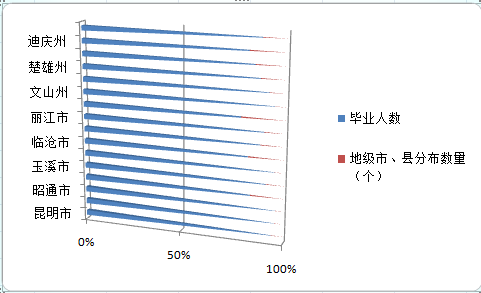 迪庆州
楚雄州
文山州
丽江市
临沧市
玉溪市
昭通市
昆明市
0%
50%
100%
毕业人数
地级市、县分布数量
（个）